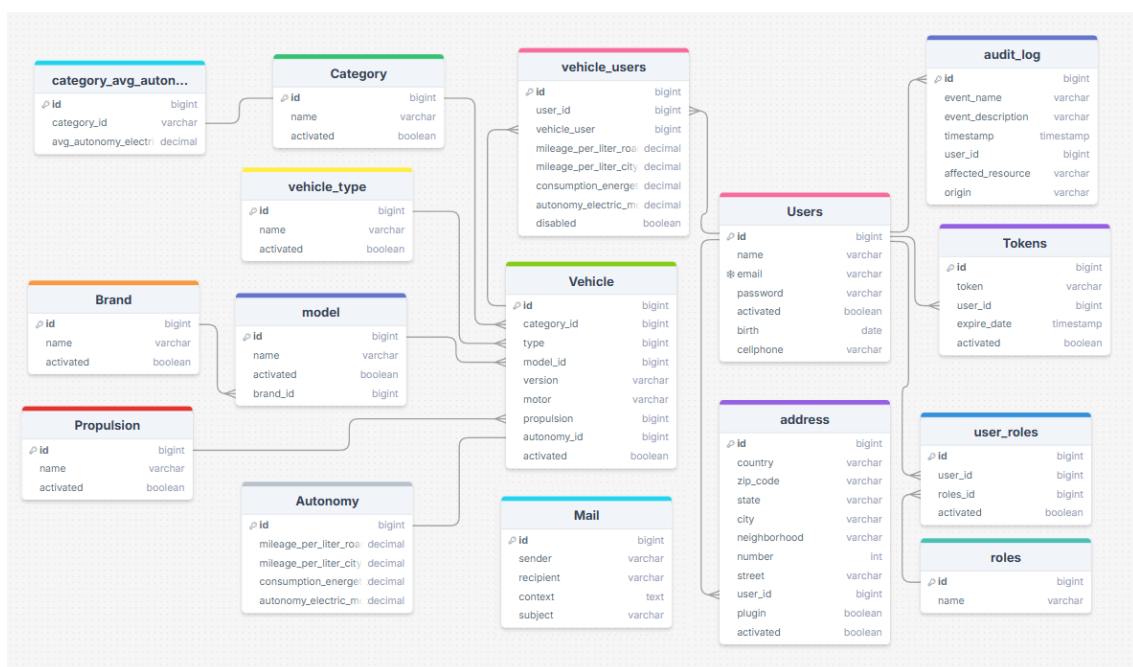 category_avg_auton...
id bigint
category_id varchar
avg_autonomy_electri decimal
Category
id bigint
name varchar
activated boolean
vehicle_users
id bigint
user_id bigint
vehicle_user bigint
mileage_per_liter_roa decimal
mileage_per_liter_city decimal
consumption_energet decimal
autonomy_electric_mo decimal
disabled boolean
audit_log
id bigint
event_name varchar
event_description varchar
timestamp timestamp
user_id bigint
affected_resource varchar
origin varchar
vehicle_type
id bigint
name varchar
activated boolean
Users
id bigint
name varchar
email varchar
password varchar
activated boolean
birth date
cellphone varchar
Tokens
id bigint
token varchar
user_id bigint
expire_date timestamp
activated boolean
Brand
id bigint
name varchar
activated boolean
model
id bigint
name varchar
activated boolean
brand_id bigint
Vehicle
id bigint
category_id bigint
type bigint
model_id bigint
version varchar
motor varchar
propulsion bigint
autonomy_id bigint
activated boolean
Propulsion
id bigint
name varchar
activated boolean
Autonomy
id bigint
mileage_per_liter_roa decimal
mileage_per_liter_city decimal
consumption_energet decimal
autonomy_electric_mo decimal
Mail
id bigint
sender varchar
recipient varchar
context text
subject varchar
address
id bigint
country varchar
zip_code varchar
state varchar
city varchar
neighborhood varchar
number int
street varchar
user_id bigint
plugin boolean
activated boolean
user_roles
id bigint
user_id bigint
roles_id bigint
activated boolean
roles
id bigint
name varchar